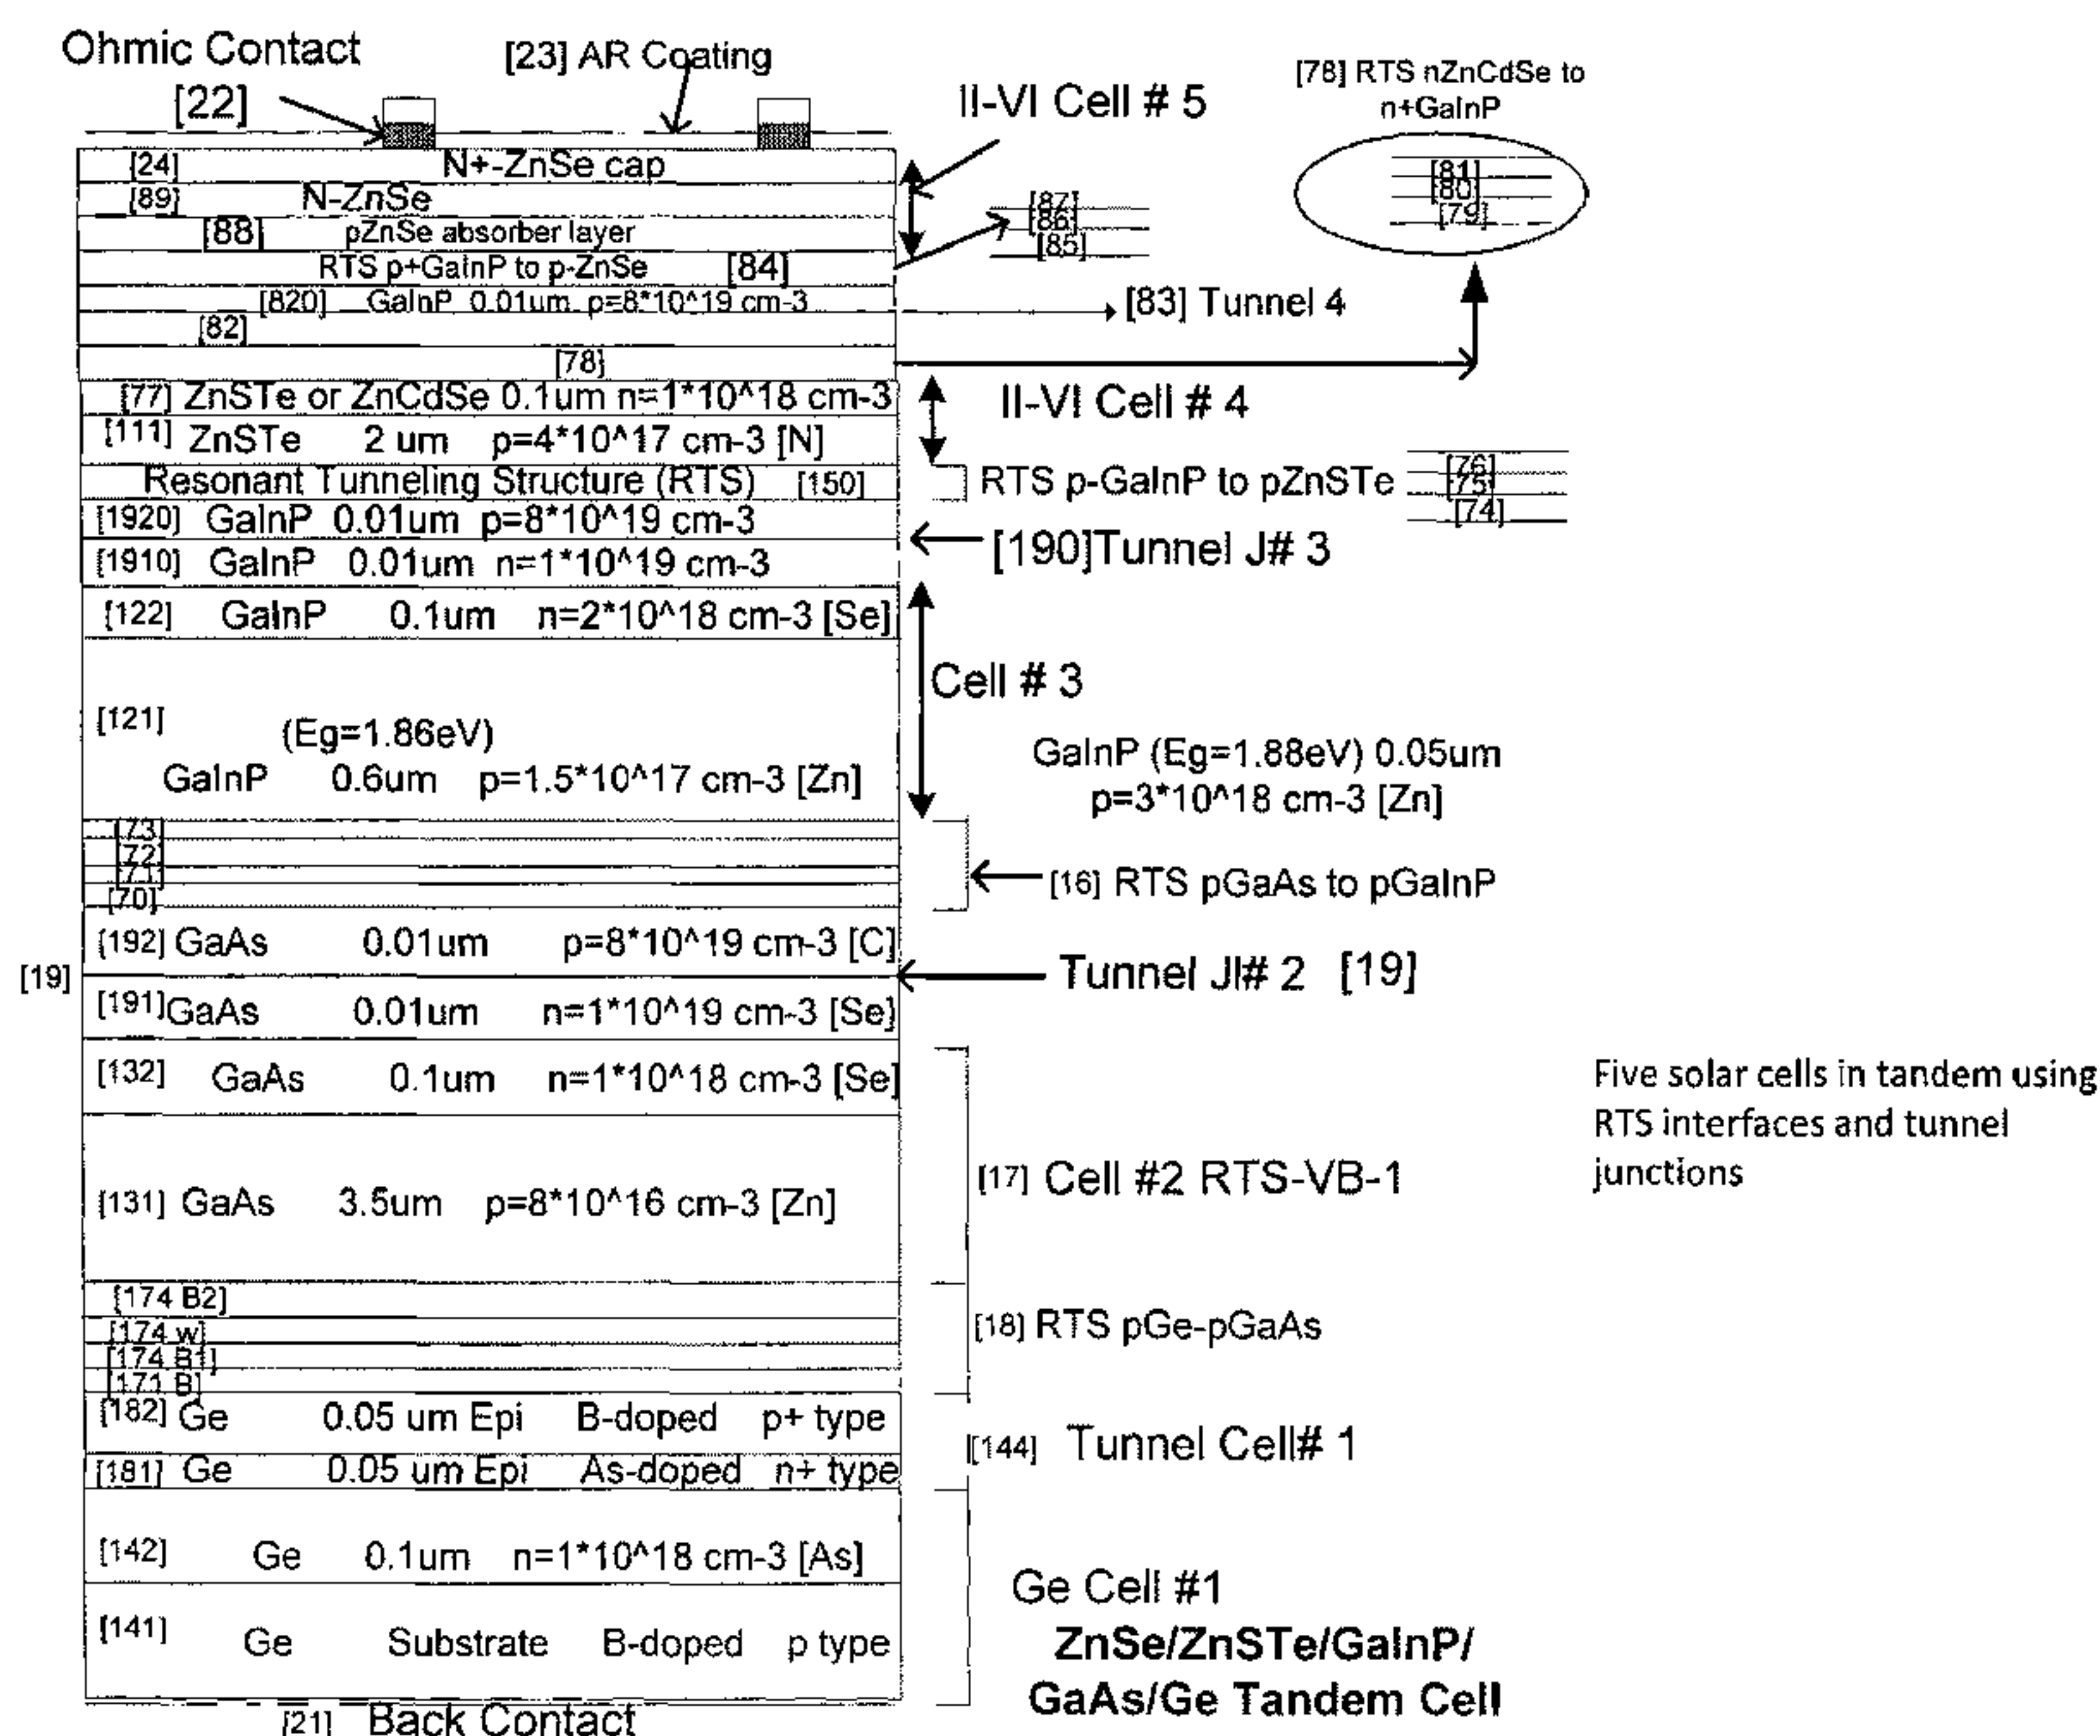 Ohmic Contact
[22]
[23] AR Coating
II-VI Cell # 5
[78] RTS nZnCdSe to
n+GaInP
[81]
[80]
[79]
[24] N+-ZnSe cap
[89] N-ZnSe
[88] pZnSe absorber layer
RTS p+GaInP to p-ZnSe [84]
[87]
[86]
[85]
[820] GaInP 0.01um p=8*10^19 cm-3
[83] Tunnel 4
[82]
[78]
[77] ZnSTe or ZnCdSe 0.1um n=1*10^18 cm-3
II-VI Cell # 4
[111] ZnSTe 2 um p=4*10^17 cm-3 [N]
Resonant Tunneling Structure (RTS) [150]
RTS p-GaInP to pZnSTe
[76]
[75]
[74]
[1920] GaInP 0.01um p=8*10^19 cm-3
[190]Tunnel J# 3
[1910] GaInP 0.01um n=1*10^19 cm-3
[122] GaInP 0.1um n=2*10^18 cm-3 [Se]
Cell # 3
[121]
(Eg=1.86eV)
GaInP 0.6um p=1.5*10^17 cm-3 [Zn]
GaInP (Eg=1.88eV) 0.05um
p=3*10^18 cm-3 [Zn]
[73]
[72]
[71]
[70]
[16] RTS pGaAs to pGaInP
[192] GaAs 0.01um p=8*10^19 cm-3 [C]
[19]
Tunnel Jl# 2 [19]
[191]GaAs 0.01um n=1*10^19 cm-3 [Se]
[132] GaAs 0.1um n=1*10^18 cm-3 [Se]
Five solar cells in tandem using
RTS interfaces and tunnel
junctions
[17] Cell #2 RTS-VB-1
[131] GaAs 3.5um p=8*10^16 cm-3 [Zn]
[174 B2]
[174 w]
[174 B1]
[171 B]
[18] RTS pGe-pGaAs
[182] Ge 0.05 um Epi B-doped p+ type
[144] Tunnel Cell# 1
[181] Ge 0.05 um Epi As-doped n+ type
[142] Ge 0.1um n=1*10^18 cm-3 [As]
Ge Cell #1
[141] Ge Substrate B-doped p type
ZnSe/ZnSTe/GaInP/
GaAs/Ge Tandem Cell
[21] Back Contact